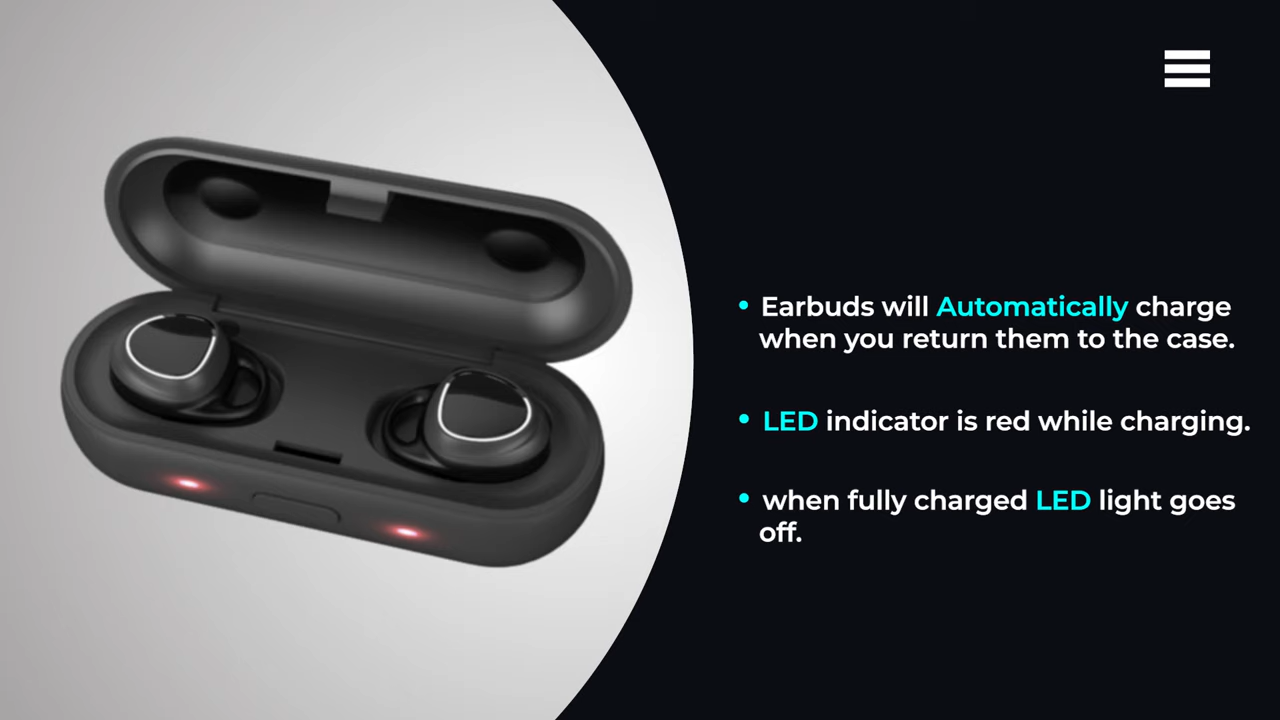 • Earbuds will Automatically charge
when you return them to the case.
• LED indicator is red while charging.
• when fully charged LED light goes
off.